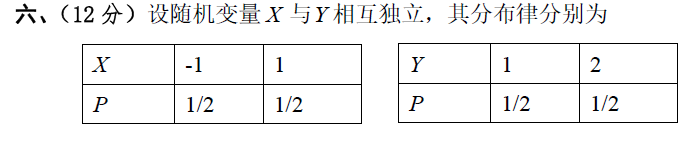 六、（12 分）设随机变量 X 与 Y 相互独立，其分布律分别为
X -1 1
P 1/2 1/2
Y 1 2
P 1/2 1/2